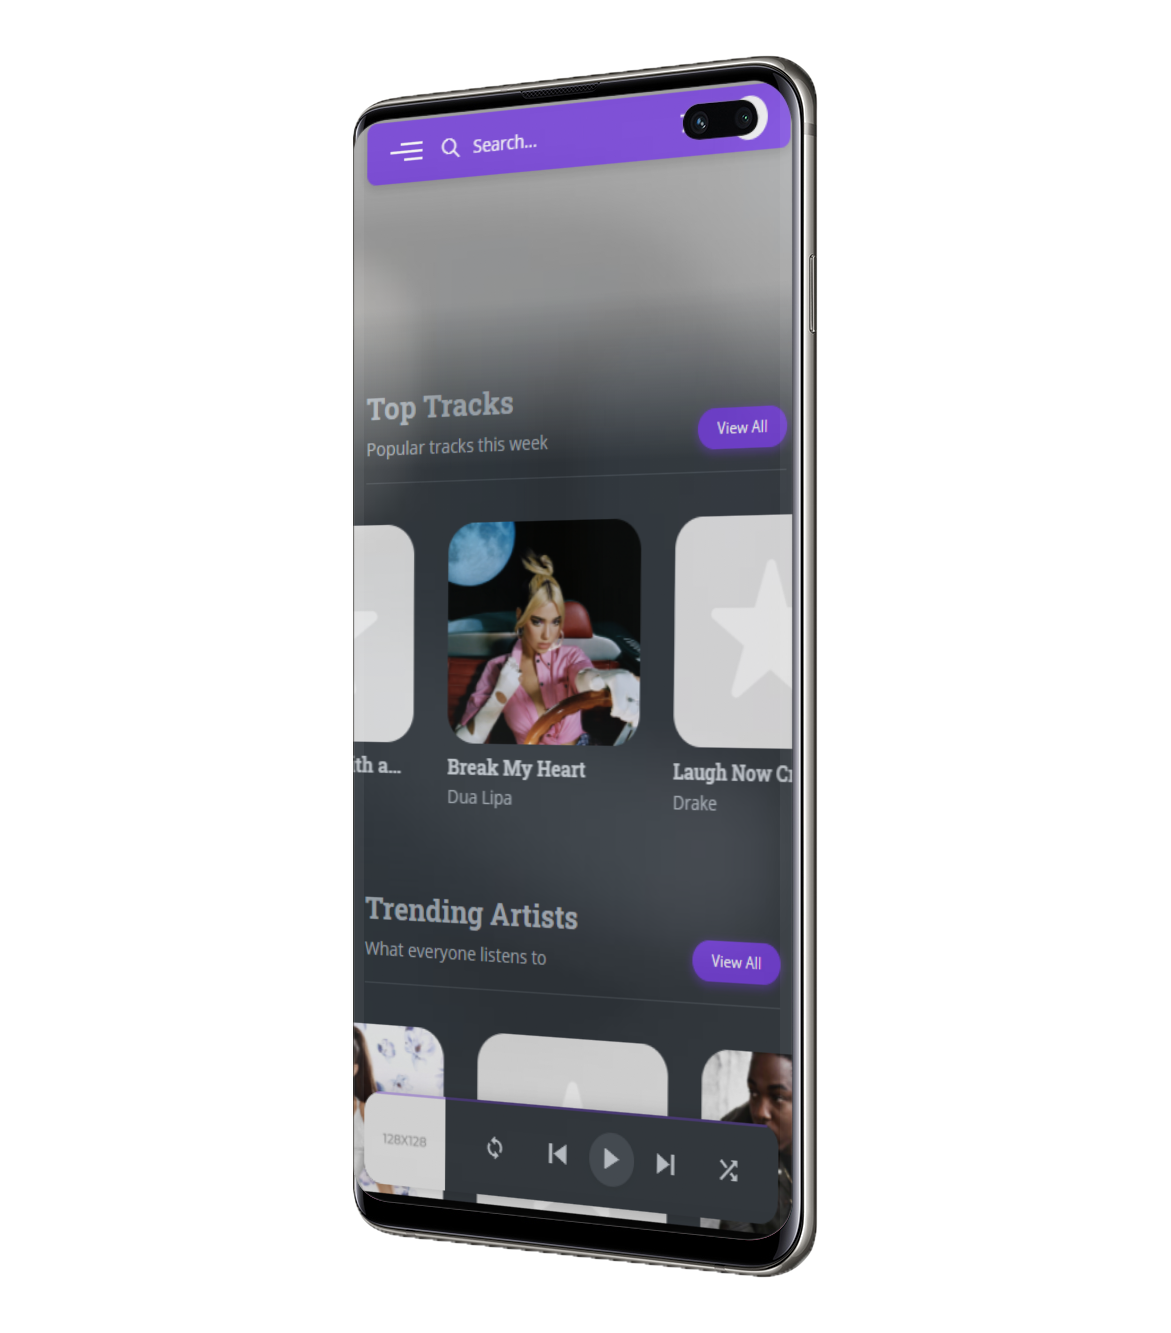 Search...
Top Tracks
Popular tracks this week
View All
ith a...
Break My Heart
Dua Lipa
Laugh Now Cr
Drake
Trending Artists
What everyone listens to
View All
128X128